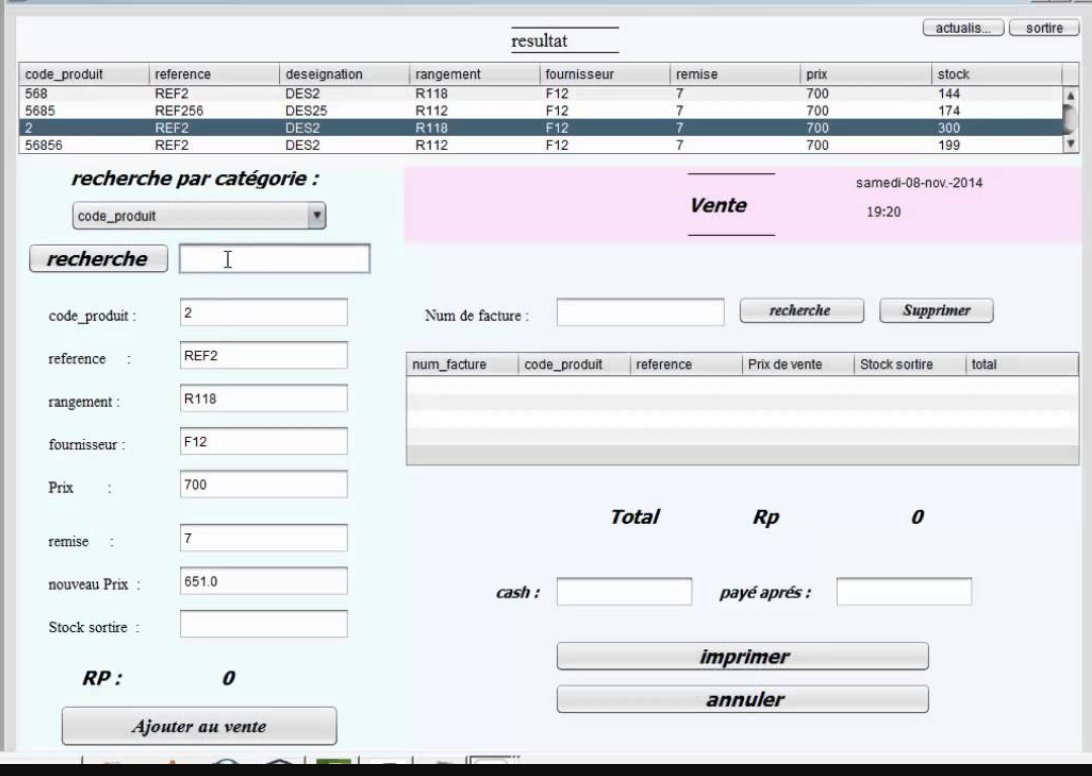 actualis... sortire
resultat
code_produit reference deseignation rangement fournisseur remise prix stock
568 REF2 DES2 R118 F12 7 700 144
5685 REF256 DES25 R112 F12 7 700 174
2 REF2 DES2 R118 F12 7 700 300
56856 REF2 DES2 R112 F12 7 700 199
recherche par catégorie :
code_produit
recherche
code_produit : 2
reference : REF2
rangement : R118
fournisseur : F12
Prix : 700
remise : 7
nouveau Prix : 651.0
Stock sortire :
RP : 0
Ajouter au vente
Vente
samedi-08-nov.-2014
19:20
Num de facture : recherche Supprimer
num_facture code_produit reference Prix de vente Stock sortire total
Total Rp 0
cash : payé aprés :
imprimer
annuler